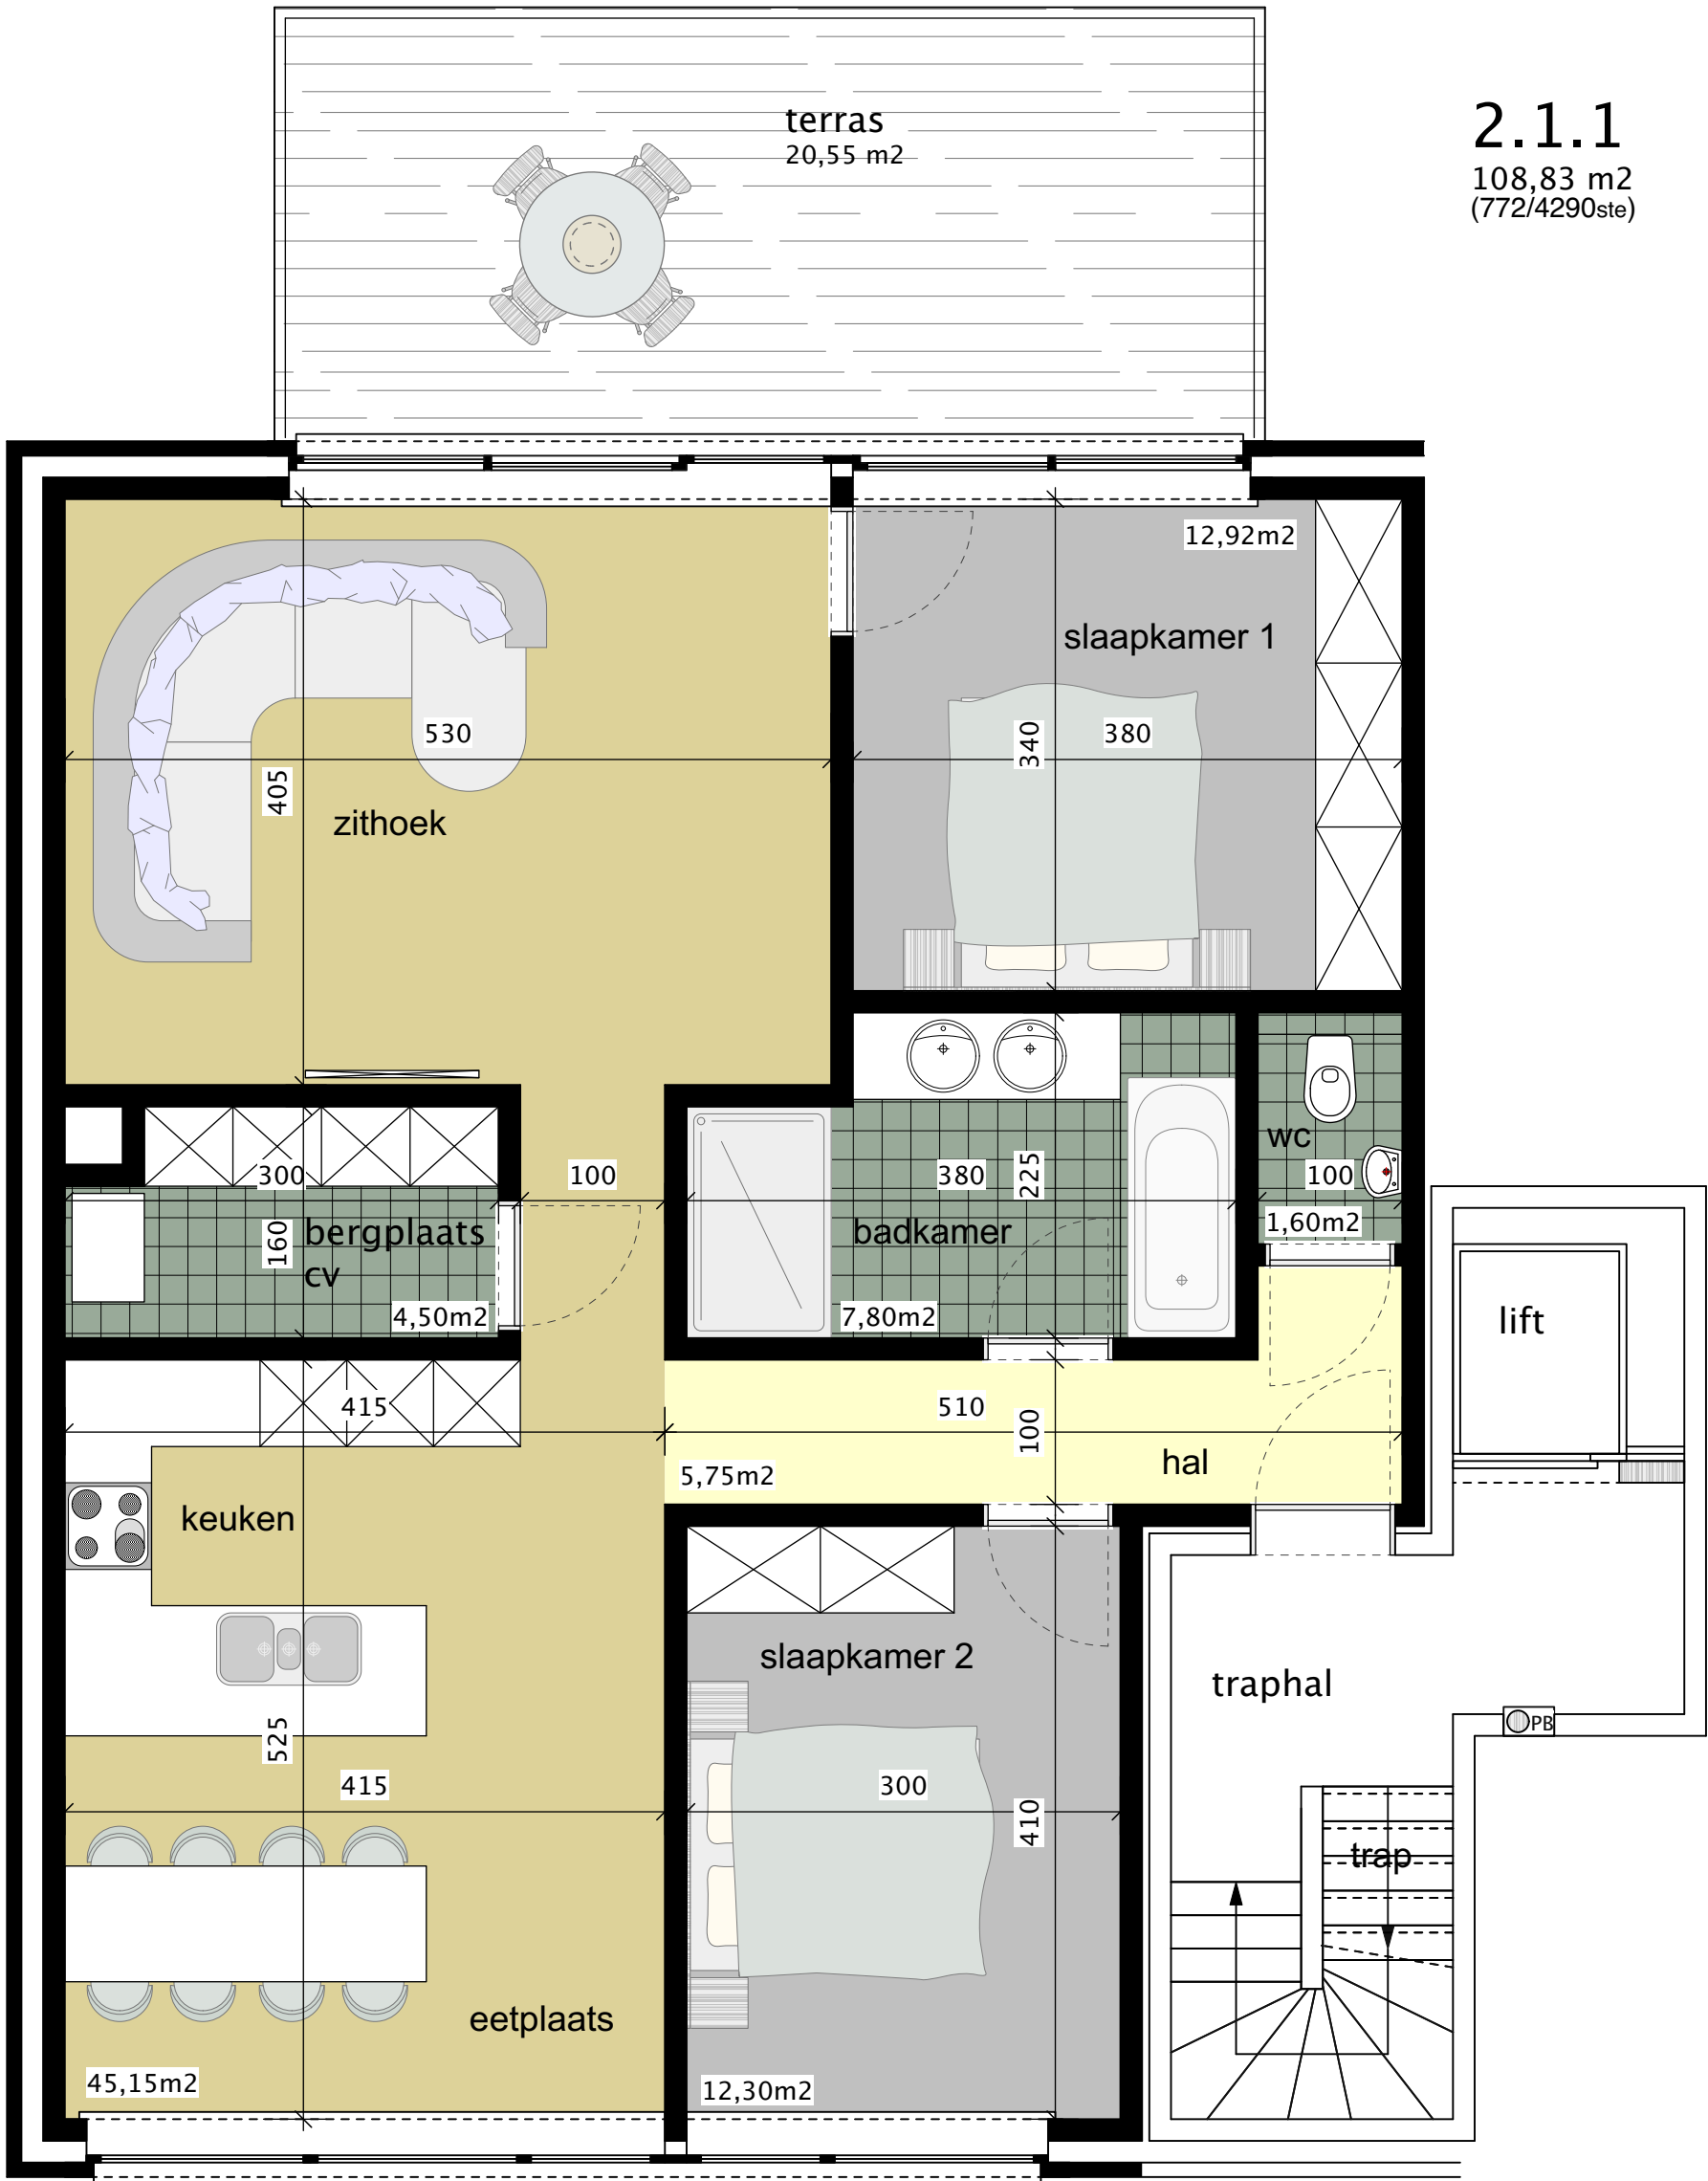 terras
20,55 m2
2.1.1
108,83 m2
(772/4290ste)
12,92m2
slaapkamer 1
530
340
380
405
zithoek
wc
300
100
380
225
100
160
bergplaats
cv
badkamer
1,60m2
4,50m2
7,80m2
lift
415
510
100
hal
5,75m2
keuken
slaapkamer 2
traphal
PB
525
415
300
410
trap
eetplaats
45,15m2
12,30m2